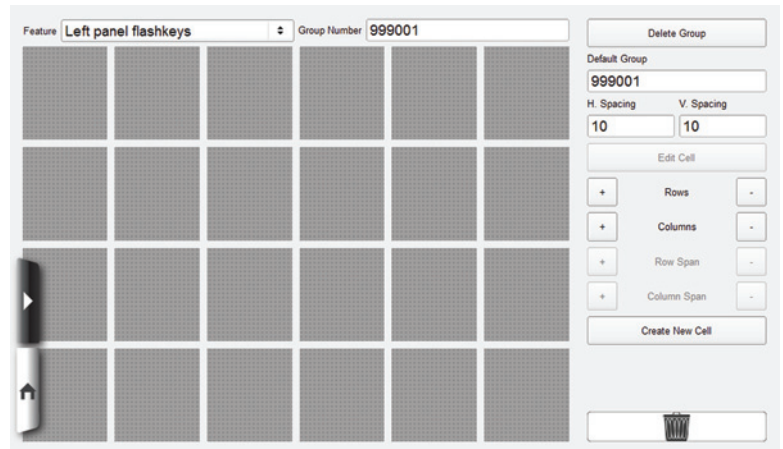 Feature Left panel flashkeys Group Number 999001
Delete Group
Default Group
999001
H. Spacing V. Spacing
10 10
Edit Cell
+ Rows -
+ Columns -
+ Row Span -
+ Column Span -
Create New Cell